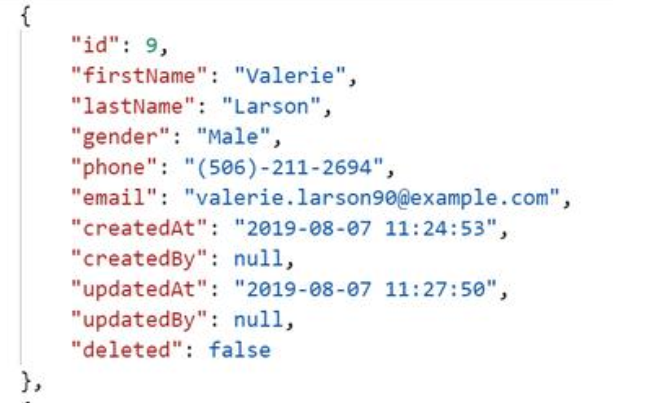 {
"id": 9,
"firstName": "Valerie",
"lastName": "Larson",
"gender": "Male",
"phone": "(506)-211-2694",
"email": "valerie.larson90@example.com",
"createdAt": "2019-08-07 11:24:53",
"createdBy": null,
"updatedAt": "2019-08-07 11:27:50",
"updatedBy": null,
"deleted": false
},